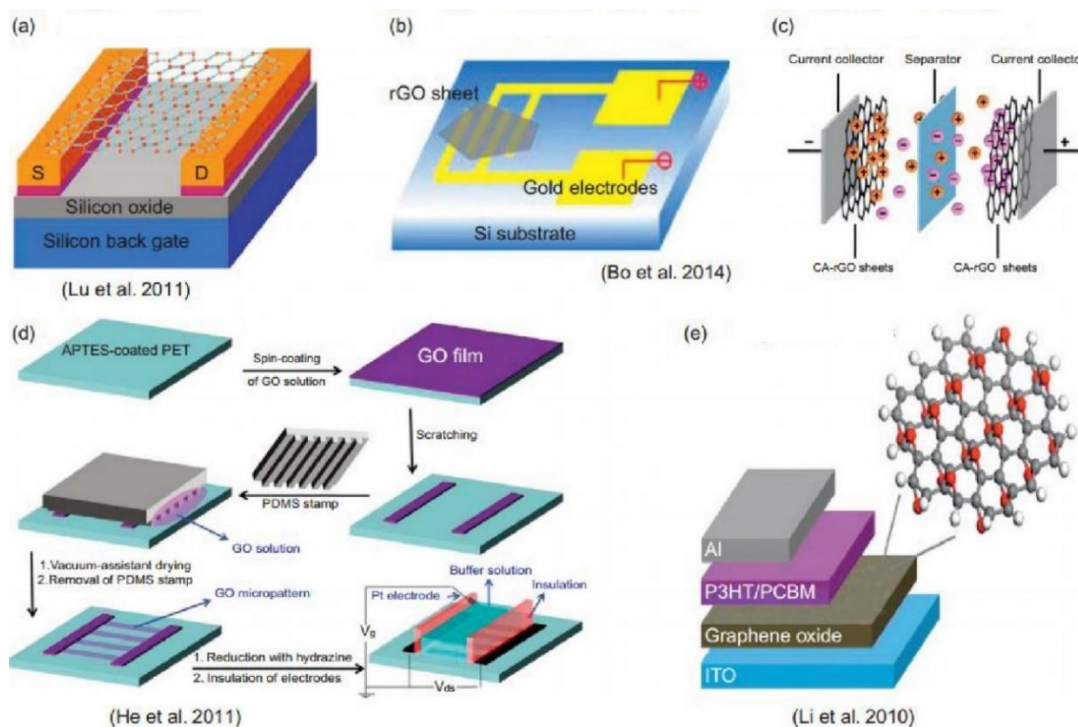 (a)
S
D
Silicon oxide
Silicon back gate
(Lu et al. 2011)
(b)
rGO sheet
Gold electrodes
Si substrate
(Bo et al. 2014)
(c)
Current collector
Separator
Current collector
−
+
CA-rGO sheets
CA-rGO sheets
(d)
APTES-coated PET
Spin-coating
of GO solution
GO film
Scratching
PDMS stamp
GO solution
1.Vacuum-assistant drying
2.Removal of PDMS stamp
GO micropattern
1. Reduction with hydrazine
2. Insulation of electrodes
Buffer solution
Pt electrode
Insulation
Vg
Vds
(He et al. 2011)
(e)
Al
P3HT/PCBM
Graphene oxide
ITO
(Li et al. 2010)